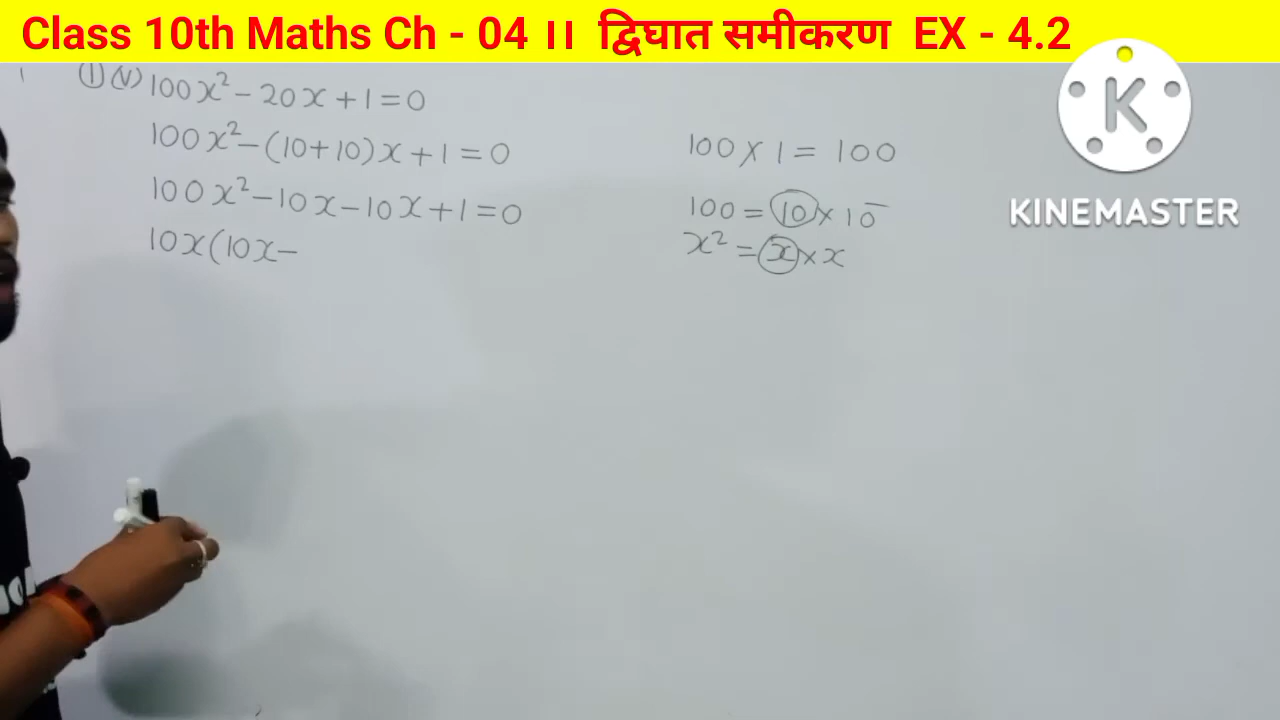 Class 10th Maths Ch - 04 ।। द्विघात समीकरण EX - 4.2
(i) (v) 100x² - 20x + 1 = 0
100x² - (10+10)x + 1 = 0
100x² - 10x - 10x + 1 = 0
10x(10x -
100 × 1 = 100
100 = 10 × 10
x² = x × x
K
KINEMASTER